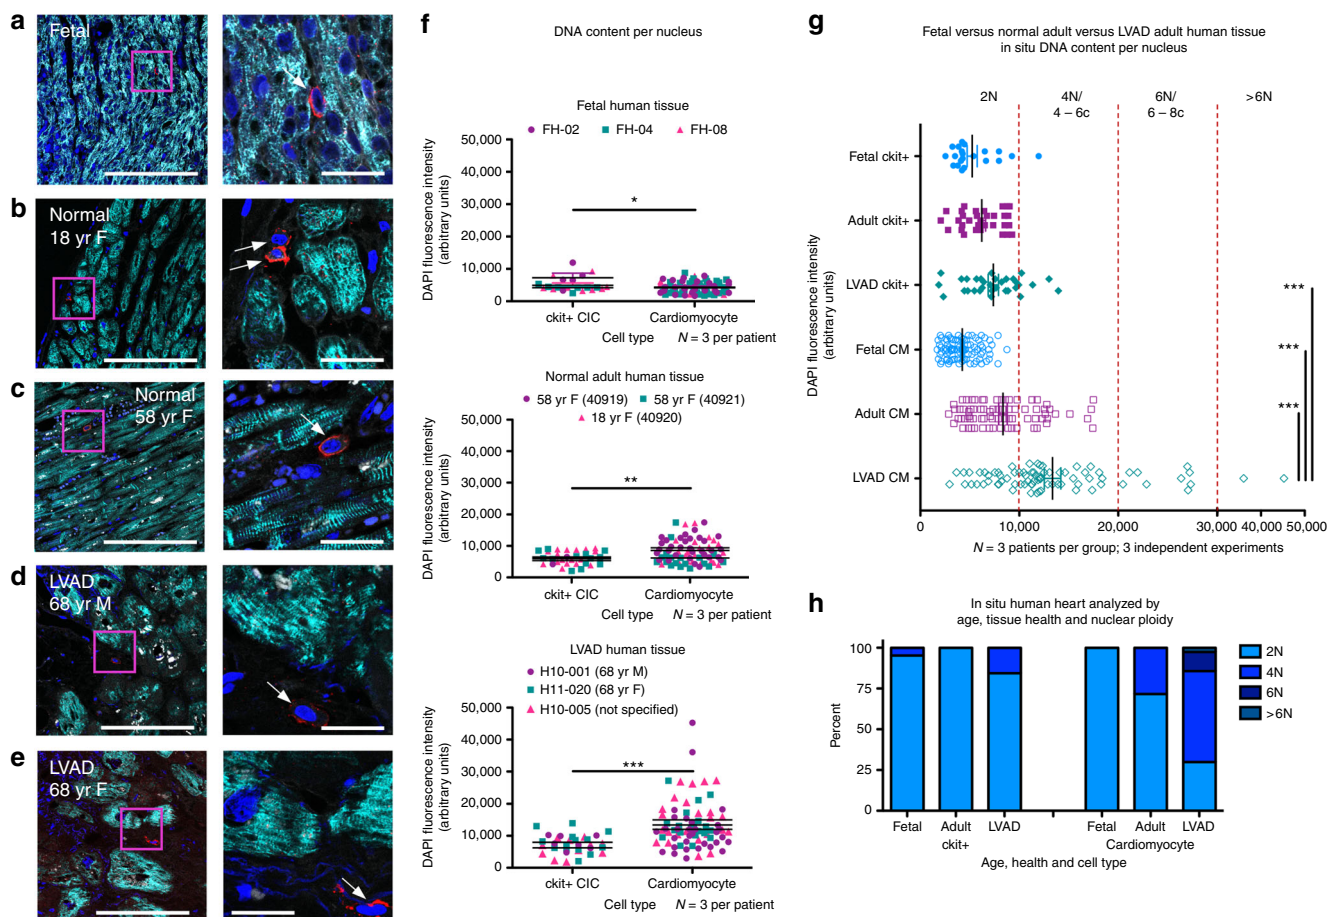 a
Fetal
b
Normal
18 yr F
c
Normal
58 yr F
d
LVAD
68 yr M
e
LVAD
68 yr F
f
DNA content per nucleus
Fetal human tissue
FH-02 FH-04 FH-08
DAPI fluorescence intensity
(arbitrary units)
50,000
40,000
30,000
20,000
10,000
0
*
ckit+ CIC Cardiomyocyte
Cell type N = 3 per patient
Normal adult human tissue
58 yr F (40919) 58 yr F (40921)
18 yr F (40920)
DAPI fluorescence intensity
(arbitrary units)
50,000
40,000
30,000
20,000
10,000
0
**
ckit+ CIC Cardiomyocyte
Cell type N = 3 per patient
LVAD human tissue
H10-001 (68 yr M)
H11-020 (68 yr F)
H10-005 (not specified)
DAPI fluorescence intensity
(arbitrary units)
50,000
40,000
30,000
20,000
10,000
0
***
ckit+ CIC Cardiomyocyte
Cell type N = 3 per patient
g
Fetal versus normal adult versus LVAD adult human tissue
in situ DNA content per nucleus
2N 4N/ 6N/ >6N
4 – 6c 6 – 8c
DAPI fluorescence intensity
(arbitrary units)
Fetal ckit+
Adult ckit+
LVAD ckit+
Fetal CM
Adult CM
LVAD CM
***
***
***
0 10,000 20,000 30,000 40,000 50,000
N = 3 patients per group; 3 independent experiments
h
In situ human heart analyzed by
age, tissue health and nuclear ploidy
Percent
100
75
50
25
0
2N
4N
6N
>6N
Fetal Adult LVAD Fetal Adult LVAD
ckit+ Cardiomyocyte
Age, health and cell type